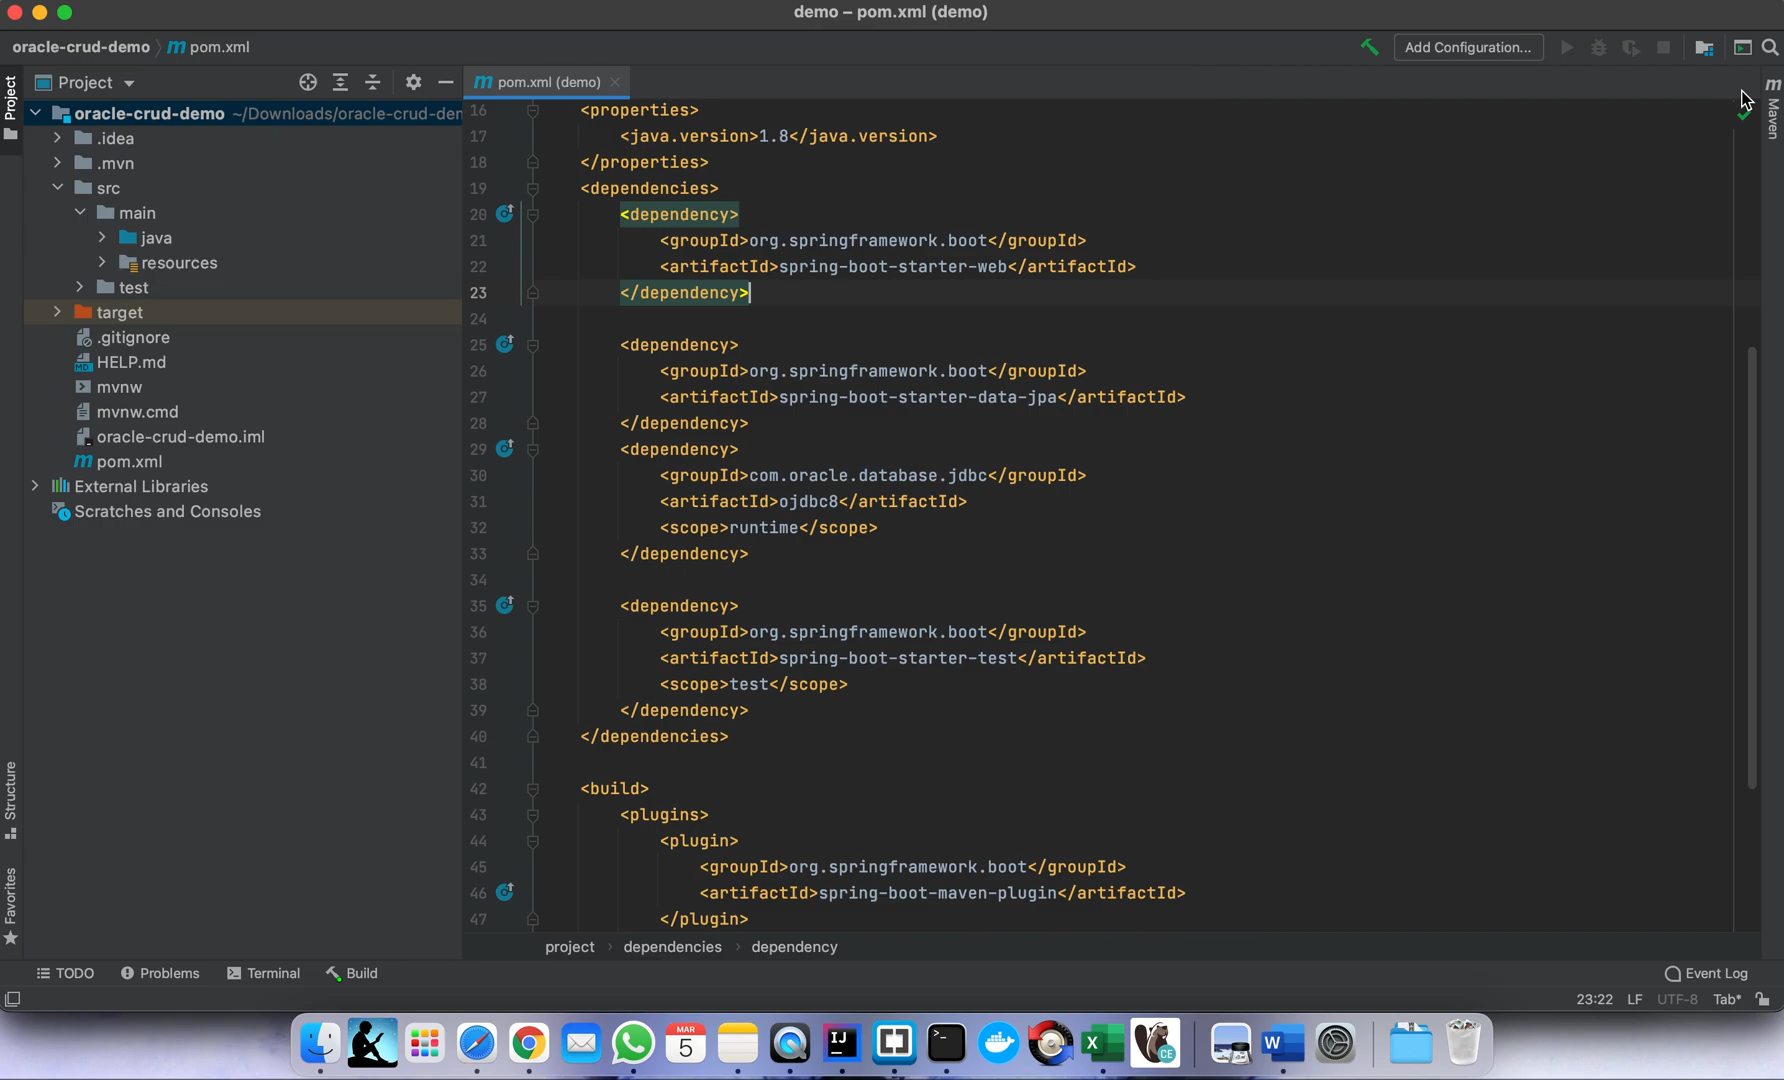 demo – pom.xml (demo)
oracle-crud-demo
pom.xml
Add Configuration...
Project
Project
pom.xml (demo)
Maven
oracle-crud-demo ~/Downloads/oracle-crud-den
.idea
.mvn
src
main
java
resources
test
target
.gitignore
HELP.md
mvnw
mvnw.cmd
oracle-crud-demo.iml
pom.xml
External Libraries
Scratches and Consoles
Structure
Favorites
16 <properties>
17 <java.version>1.8</java.version>
18 </properties>
19 <dependencies>
20 <dependency>
21 <groupId>org.springframework.boot</groupId>
22 <artifactId>spring-boot-starter-web</artifactId>
23 </dependency>
24
25 <dependency>
26 <groupId>org.springframework.boot</groupId>
27 <artifactId>spring-boot-starter-data-jpa</artifactId>
28 </dependency>
29 <dependency>
30 <groupId>com.oracle.database.jdbc</groupId>
31 <artifactId>ojdbc8</artifactId>
32 <scope>runtime</scope>
33 </dependency>
34
35 <dependency>
36 <groupId>org.springframework.boot</groupId>
37 <artifactId>spring-boot-starter-test</artifactId>
38 <scope>test</scope>
39 </dependency>
40 </dependencies>
41
42 <build>
43 <plugins>
44 <plugin>
45 <groupId>org.springframework.boot</groupId>
46 <artifactId>spring-boot-maven-plugin</artifactId>
47 </plugin>
project dependencies dependency
TODO Problems Terminal Build Event Log
23:22 LF UTF-8 Tab*
MAR
5
IJ
X
CE
W